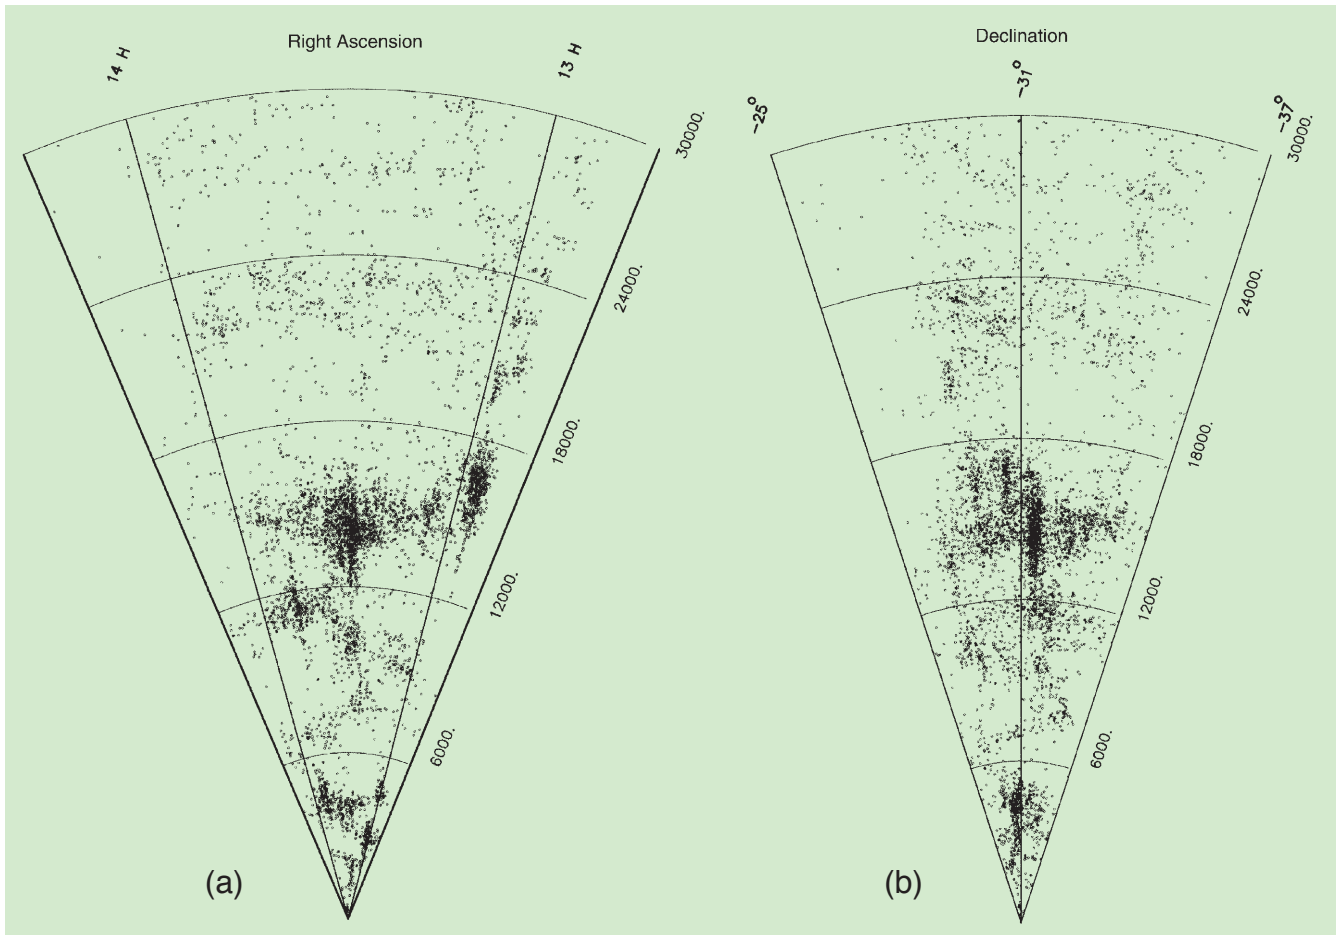 Right Ascension
14 H
13 H
30000.
24000.
18000.
12000.
6000.
(a)
Declination
-25°
-31°
-37°
30000.
24000.
18000.
12000.
6000.
(b)